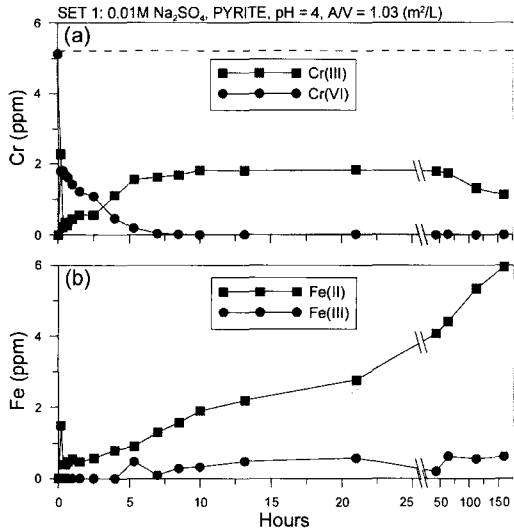 SET 1: 0.01M Na₂SO₄, PYRITE, pH = 4, A/V = 1.03 (m²/L)
(a)
Cr(III)
Cr(VI)
Cr (ppm)
6
4
2
0
(b)
Fe(II)
Fe(III)
Fe (ppm)
6
4
2
0
0 5 10 15 20 25 50 75 100 150
Hours